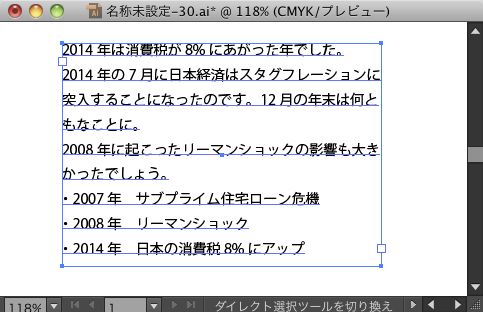 名称未設定-30.ai* @ 118% (CMYK/プレビュー)
2014 年は消費税が 8% にあがった年でした。
2014 年の 7 月に日本経済はスタグフレーションに
突入することになったのです。12 月の年末は何と
もなことに。
2008 年に起こったリーマンショックの影響も大き
かったでしょう。
・2007 年　サブプライム住宅ローン危機
・2008 年　リーマンショック
・2014 年　日本の消費税 8% にアップ
118% 1 ダイレクト選択ツールを切り換え